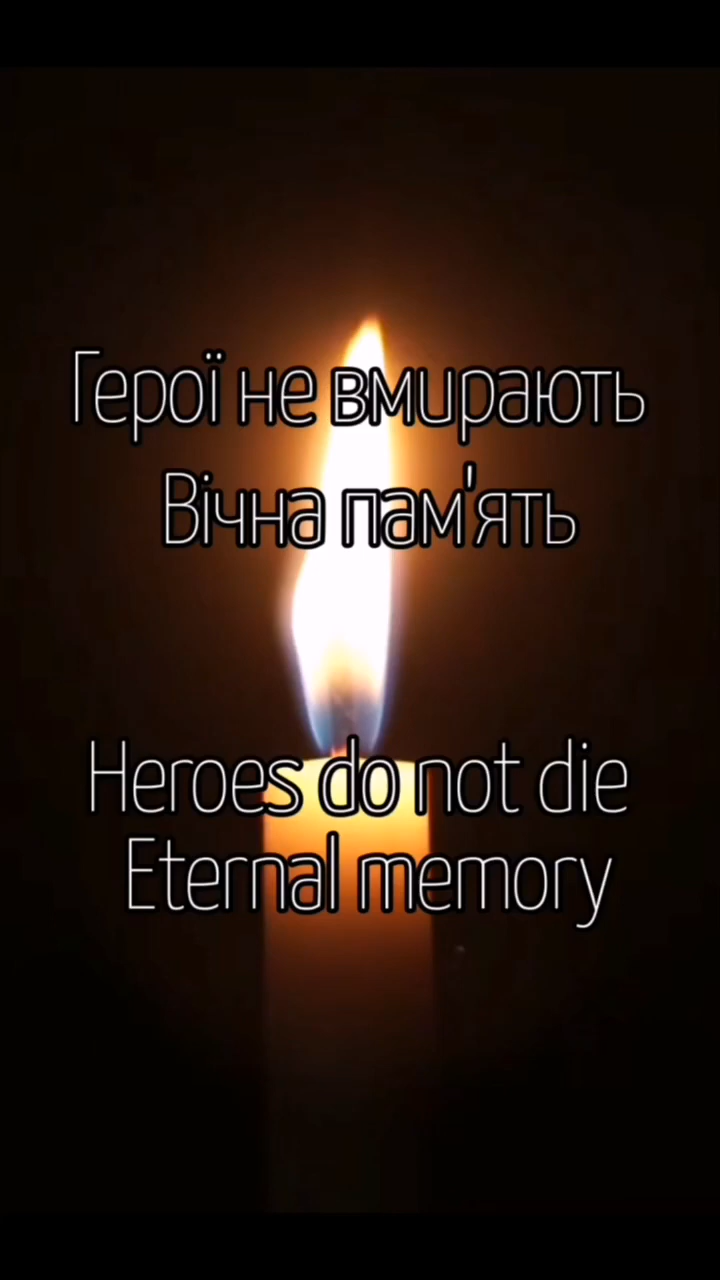 Герої не вмирають
Вічна пам'ять
Heroes do not die
Eternal memory